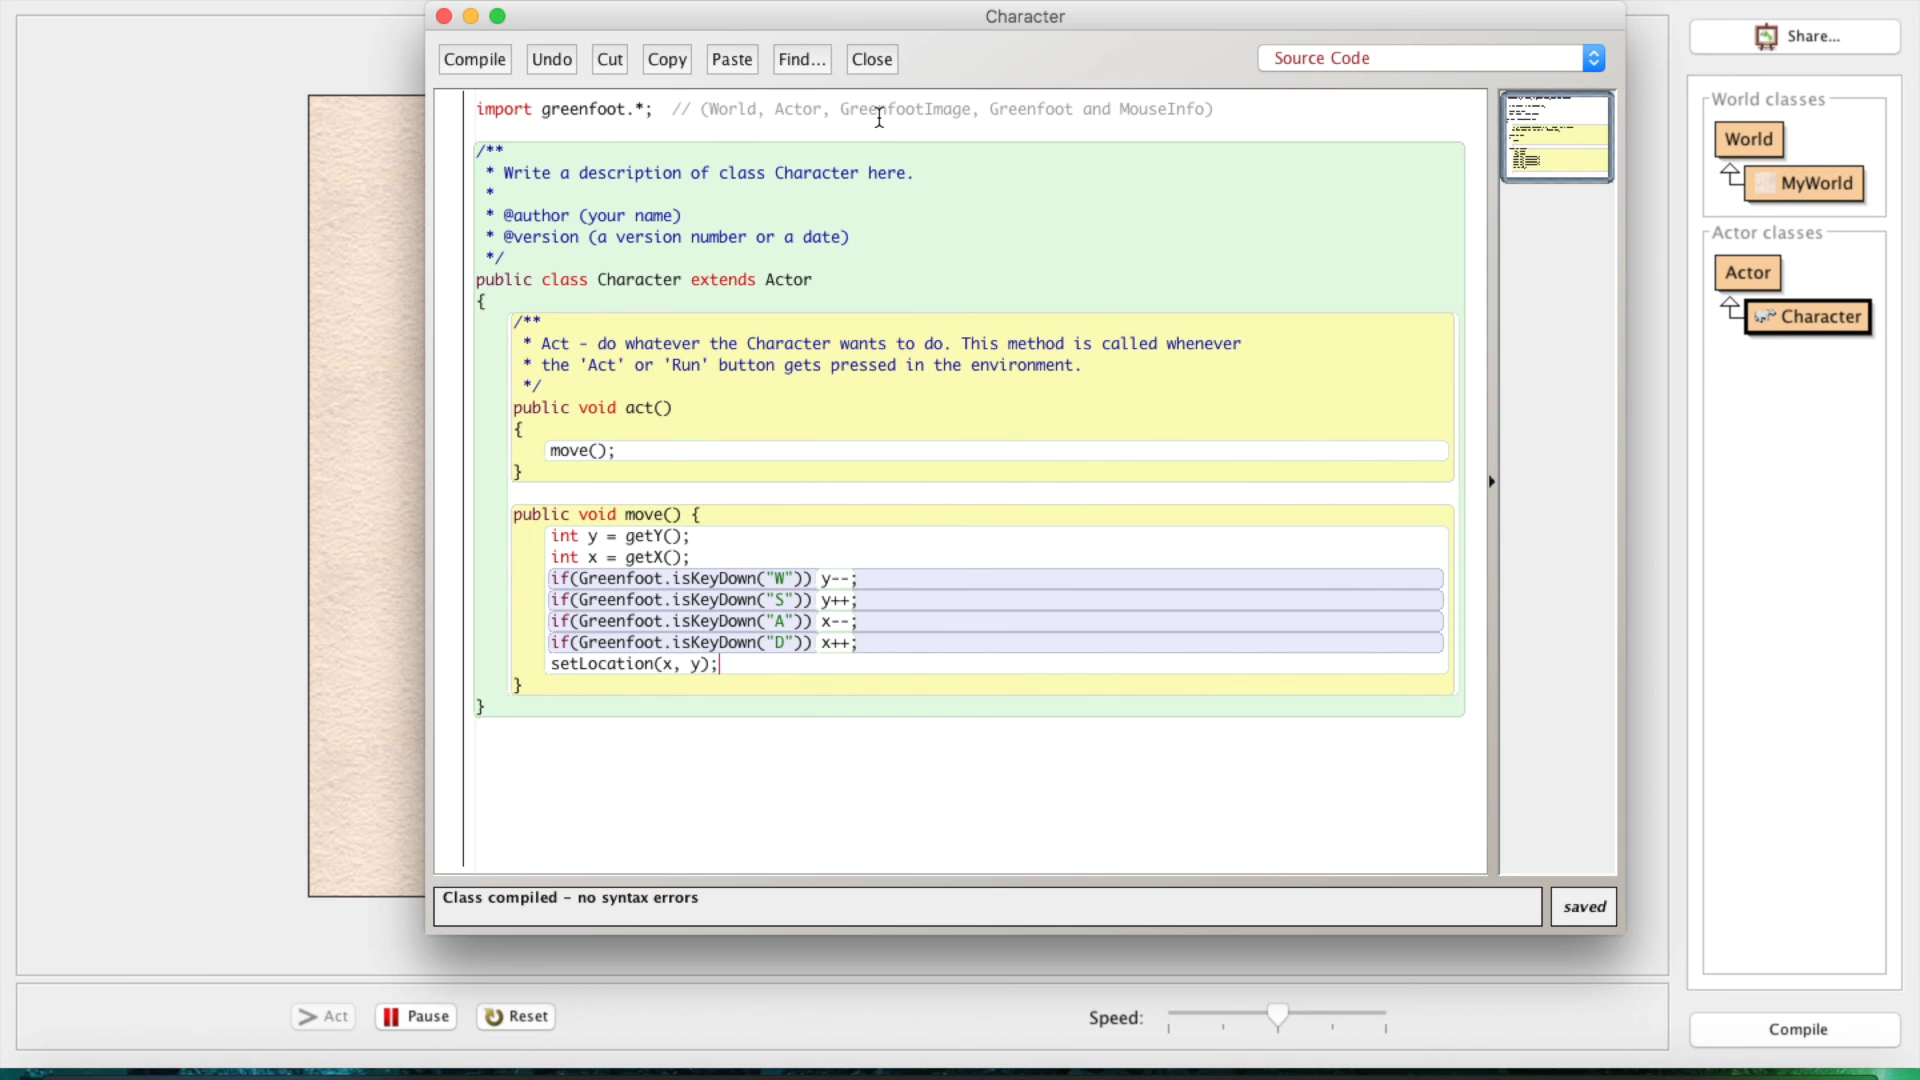 Character
Compile Undo Cut Copy Paste Find... Close Source Code
import greenfoot.*;  // (World, Actor, GreenfootImage, Greenfoot and MouseInfo)
/**
 * Write a description of class Character here.
 *
 * @author (your name)
 * @version (a version number or a date)
 */
public class Character extends Actor
{
    /**
     * Act - do whatever the Character wants to do. This method is called whenever
     * the 'Act' or 'Run' button gets pressed in the environment.
     */
    public void act()
    {
        move();
    }
    public void move() {
        int y = getY();
        int x = getX();
        if(Greenfoot.isKeyDown("W")) y--;
        if(Greenfoot.isKeyDown("S")) y++;
        if(Greenfoot.isKeyDown("A")) x--;
        if(Greenfoot.isKeyDown("D")) x++;
        setLocation(x, y);
    }
}
Class compiled - no syntax errors
saved
Share...
World classes
World
MyWorld
Actor classes
Actor
Character
Act Pause Reset Speed:
Compile